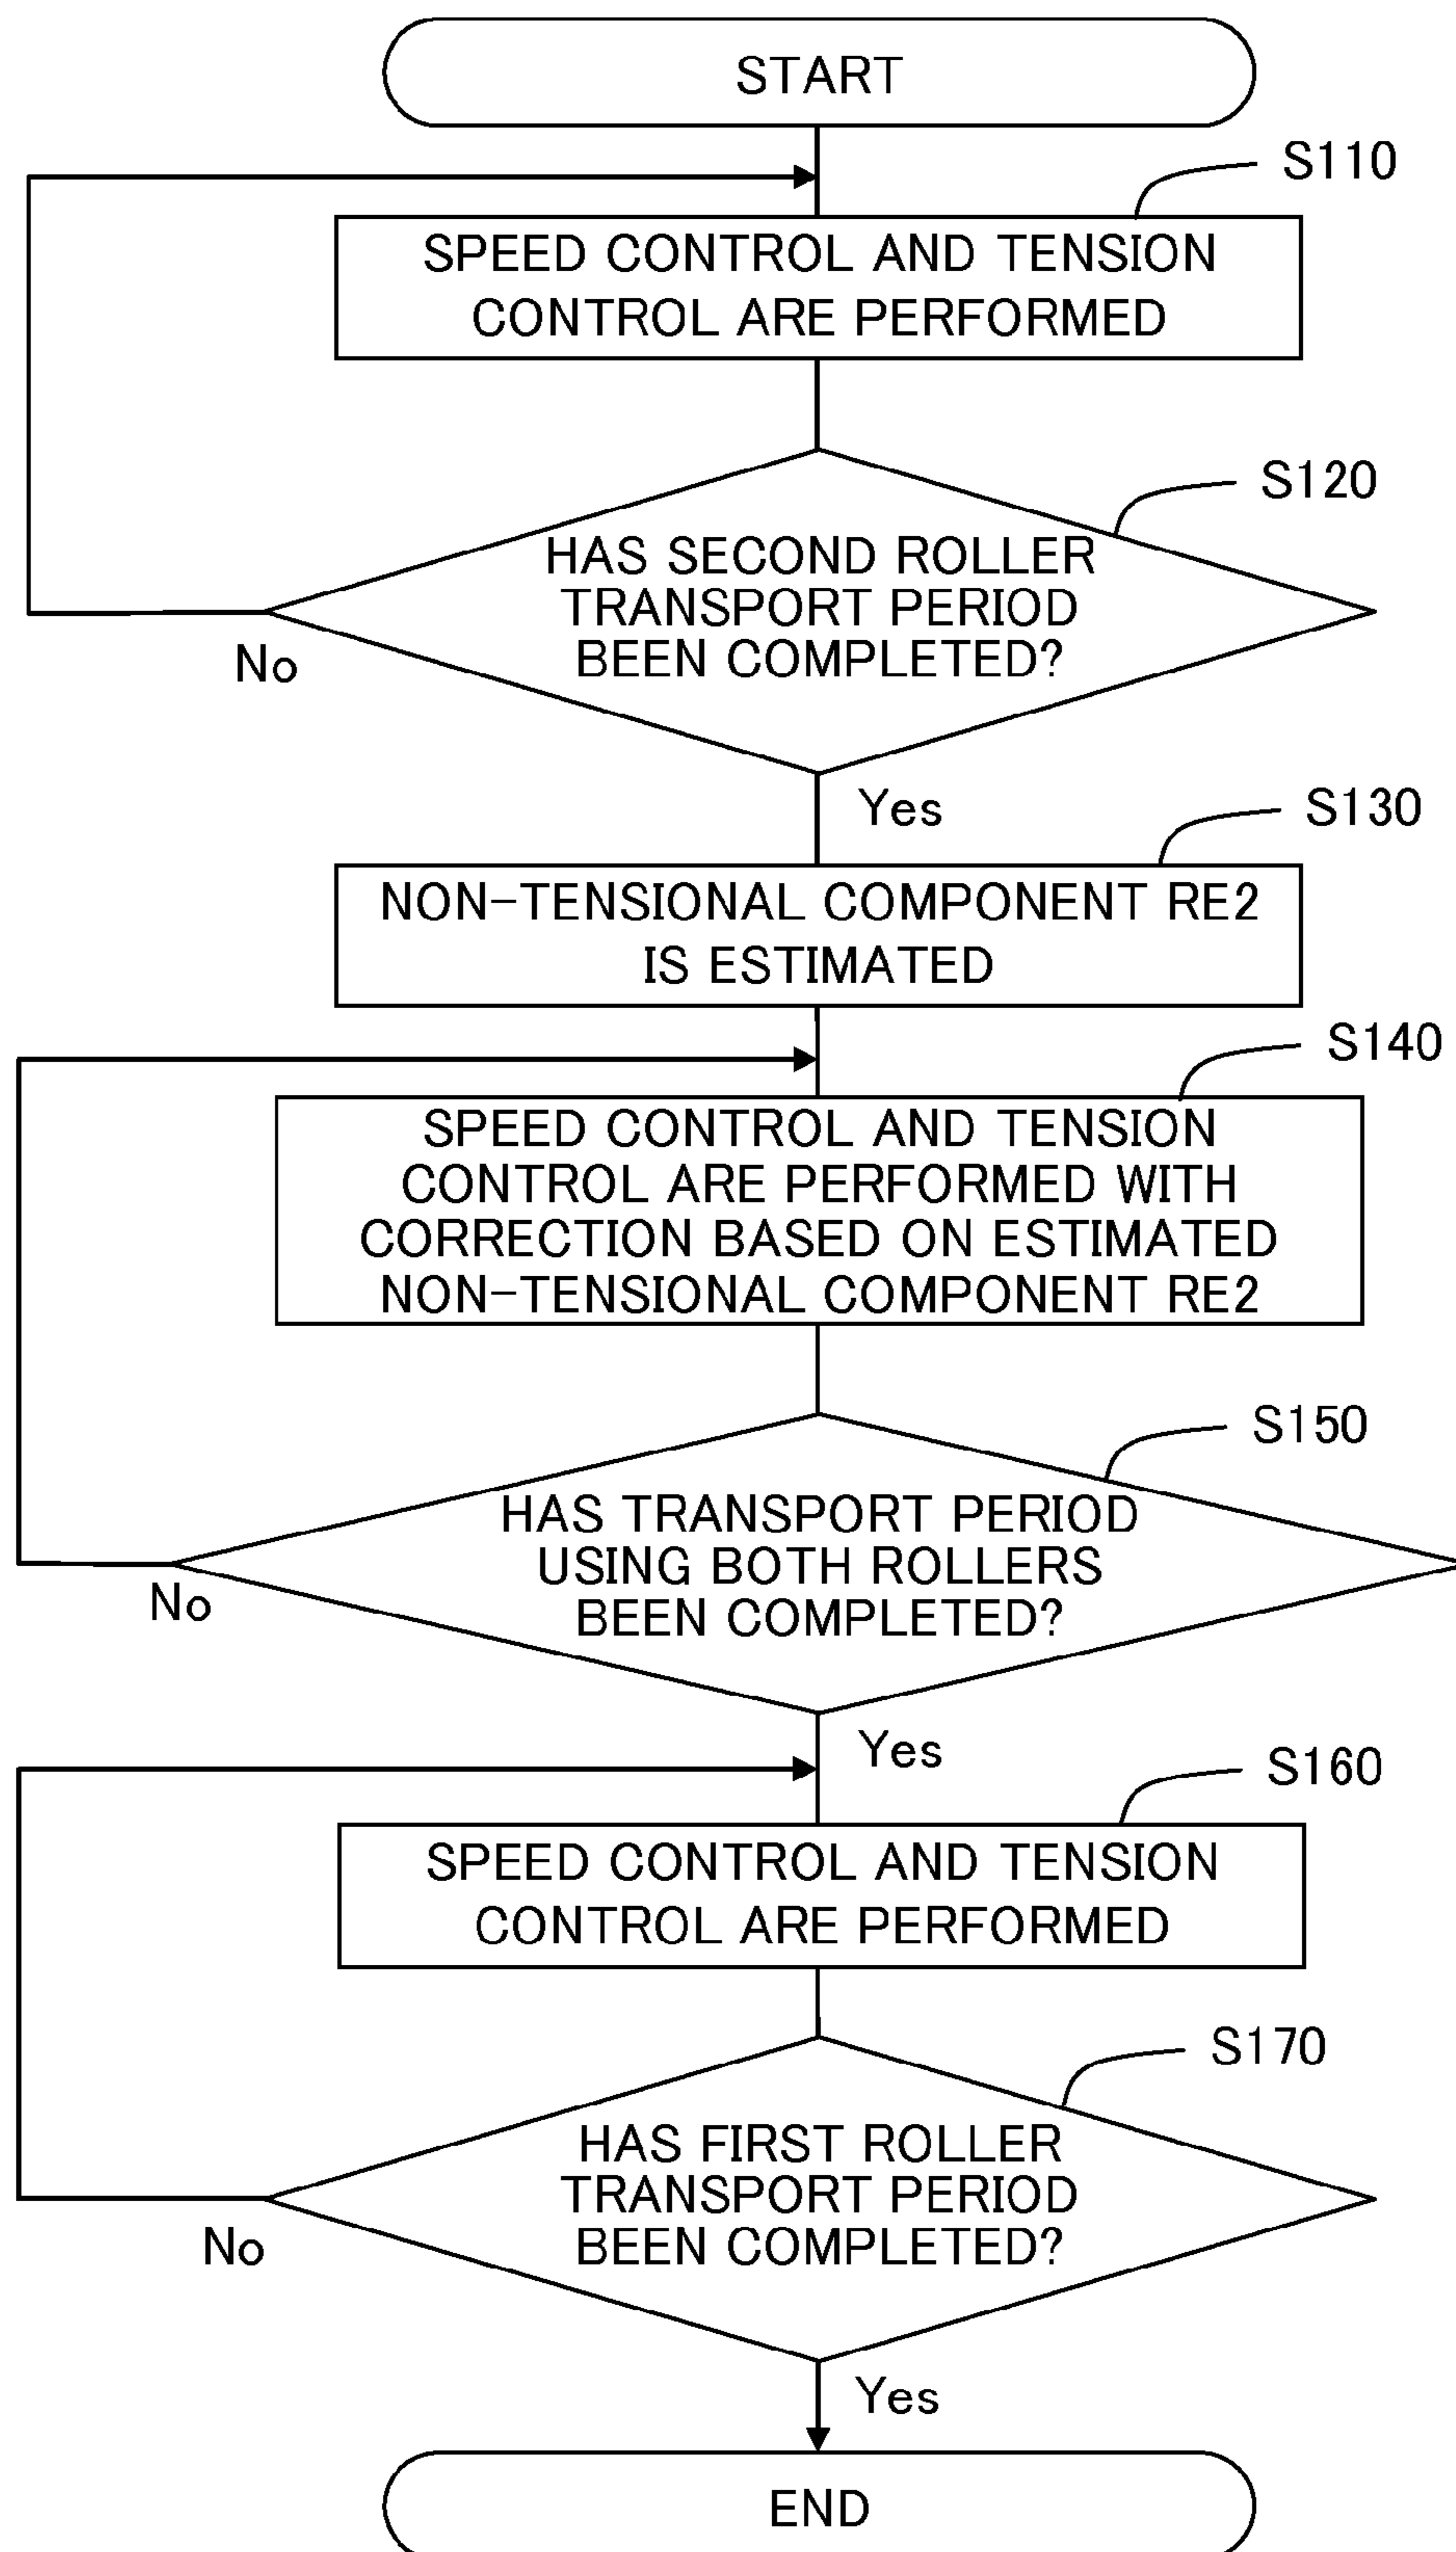 START
S110
SPEED CONTROL AND TENSION
CONTROL ARE PERFORMED
S120
HAS SECOND ROLLER
TRANSPORT PERIOD
BEEN COMPLETED?
No
Yes
S130
NON-TENSIONAL COMPONENT RE2
IS ESTIMATED
S140
SPEED CONTROL AND TENSION
CONTROL ARE PERFORMED WITH
CORRECTION BASED ON ESTIMATED
NON-TENSIONAL COMPONENT RE2
S150
HAS TRANSPORT PERIOD
USING BOTH ROLLERS
BEEN COMPLETED?
No
Yes
S160
SPEED CONTROL AND TENSION
CONTROL ARE PERFORMED
S170
HAS FIRST ROLLER
TRANSPORT PERIOD
BEEN COMPLETED?
No
Yes
END